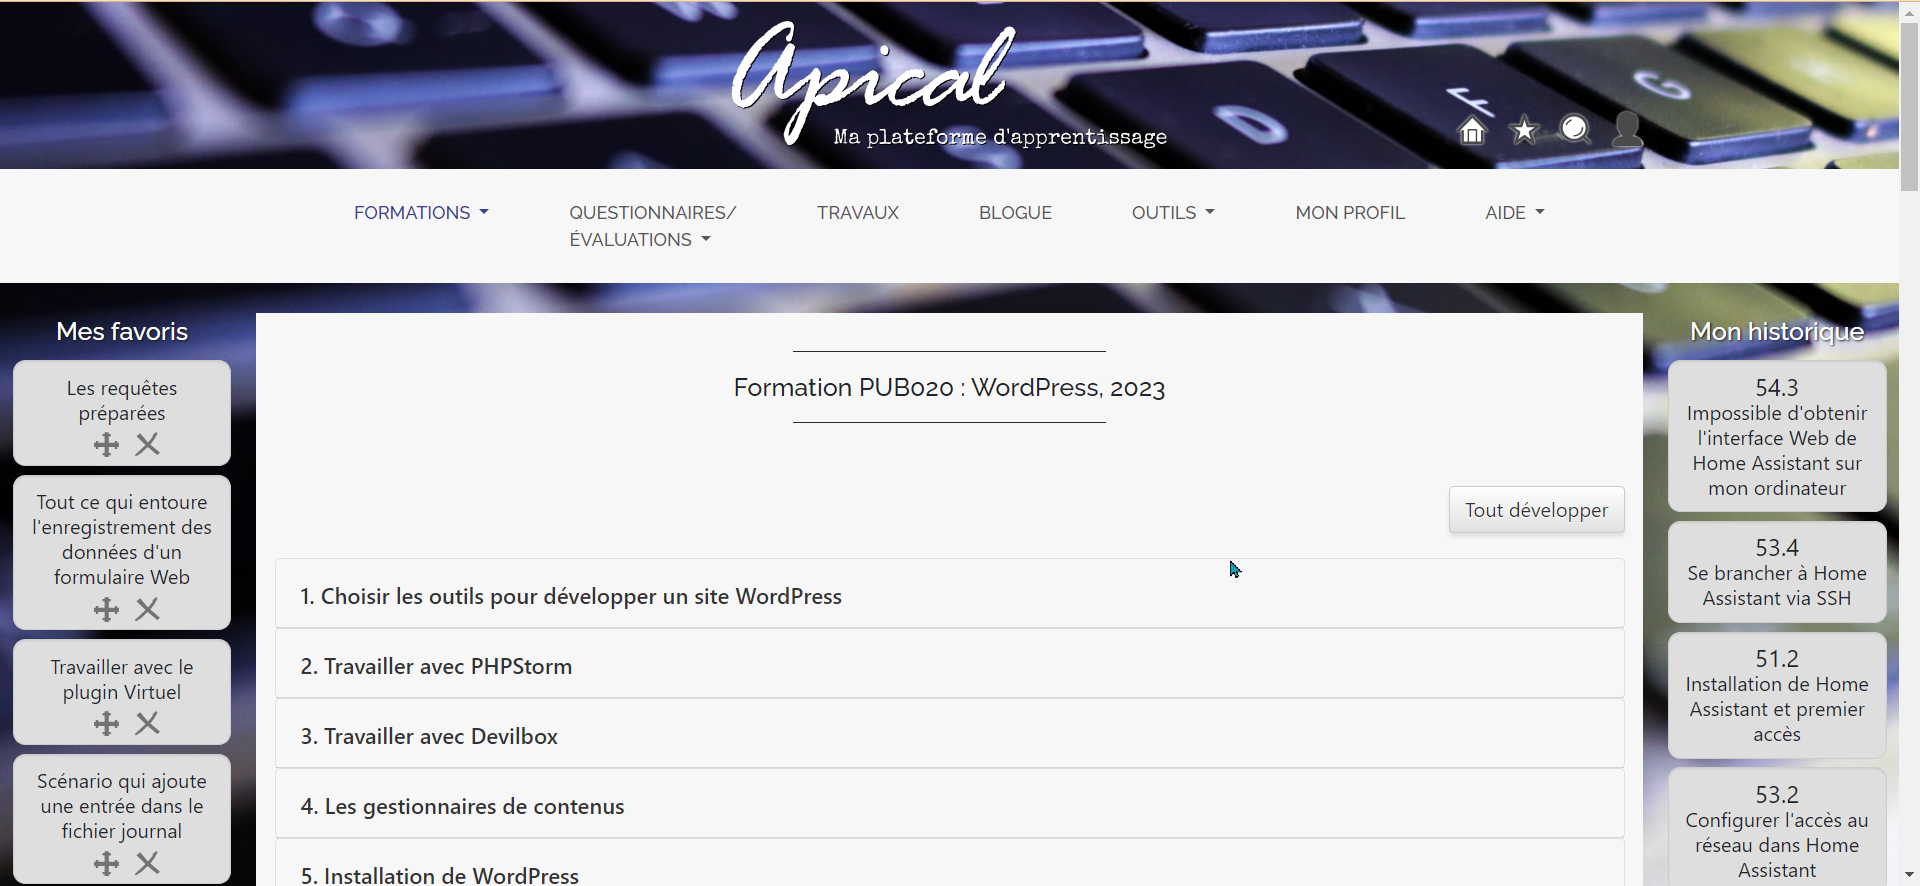 Apical
Ma plateforme d'apprentissage
FORMATIONS
QUESTIONNAIRES/
ÉVALUATIONS
TRAVAUX
BLOGUE
OUTILS
MON PROFIL
AIDE
Mes favoris
Les requêtes
préparées
Tout ce qui entoure
l'enregistrement des
données d'un
formulaire Web
Travailler avec le
plugin Virtuel
Scénario qui ajoute
une entrée dans le
fichier journal
Formation PUB020 : WordPress, 2023
Tout développer
1. Choisir les outils pour développer un site WordPress
2. Travailler avec PHPStorm
3. Travailler avec Devilbox
4. Les gestionnaires de contenus
5. Installation de WordPress
Mon historique
54.3
Impossible d'obtenir
l'interface Web de
Home Assistant sur
mon ordinateur
53.4
Se brancher à Home
Assistant via SSH
51.2
Installation de Home
Assistant et premier
accès
53.2
Configurer l'accès au
réseau dans Home
Assistant
D
F
G